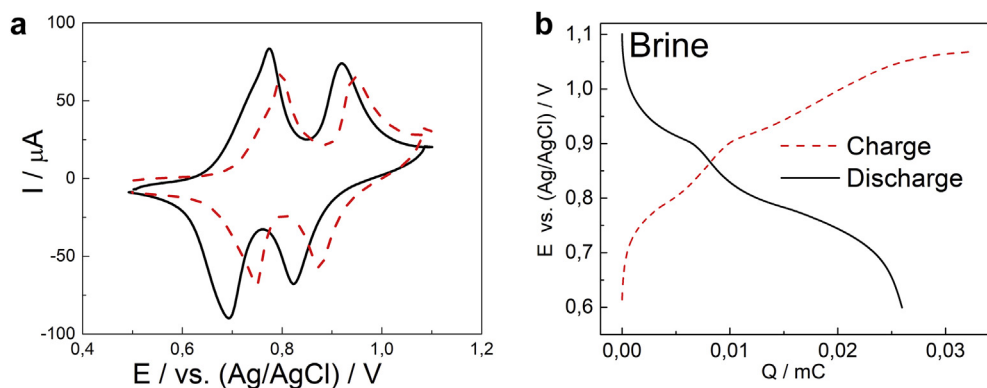 a
100
50
0
-50
-100
I / μA
0,4
0,6
0,8
1,0
1,2
E / vs. (Ag/AgCl) / V
b
Brine
1,1
1,0
0,9
0,8
0,7
0,6
E vs. (Ag/AgCl) / V
Charge
Discharge
0,00
0,01
0,02
0,03
Q / mC